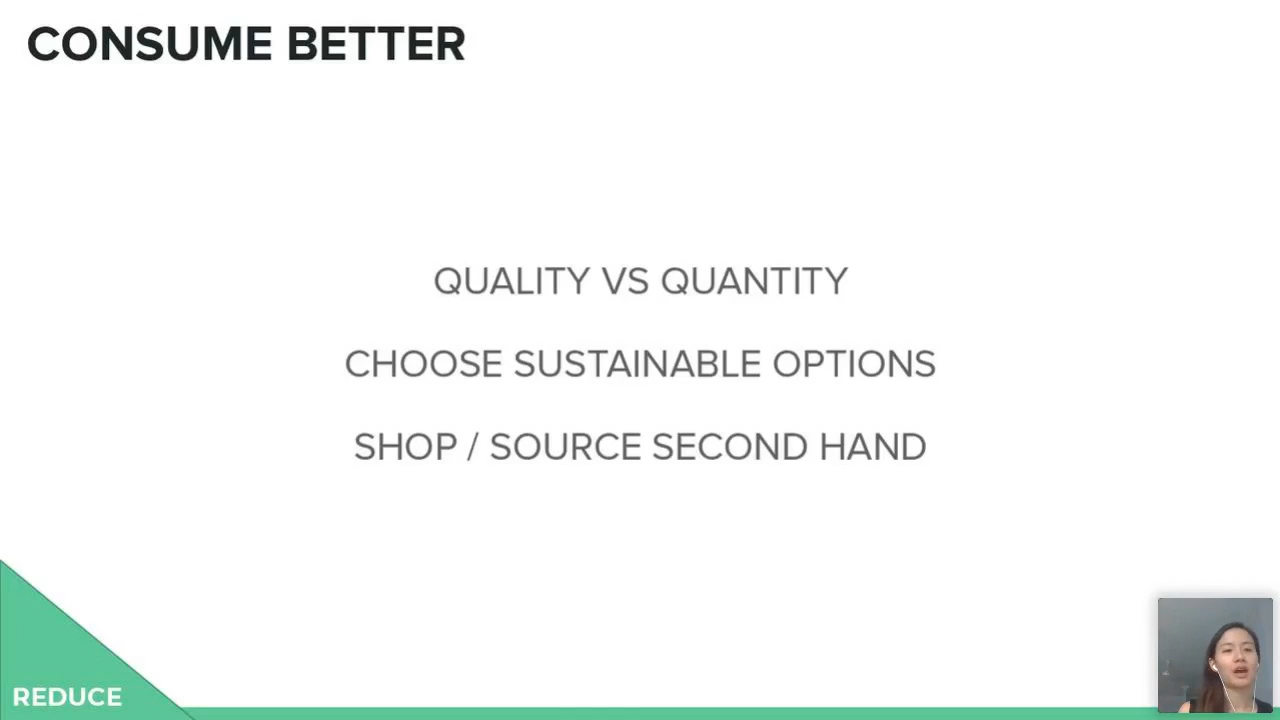 CONSUME BETTER
QUALITY VS QUANTITY
CHOOSE SUSTAINABLE OPTIONS
SHOP / SOURCE SECOND HAND
REDUCE